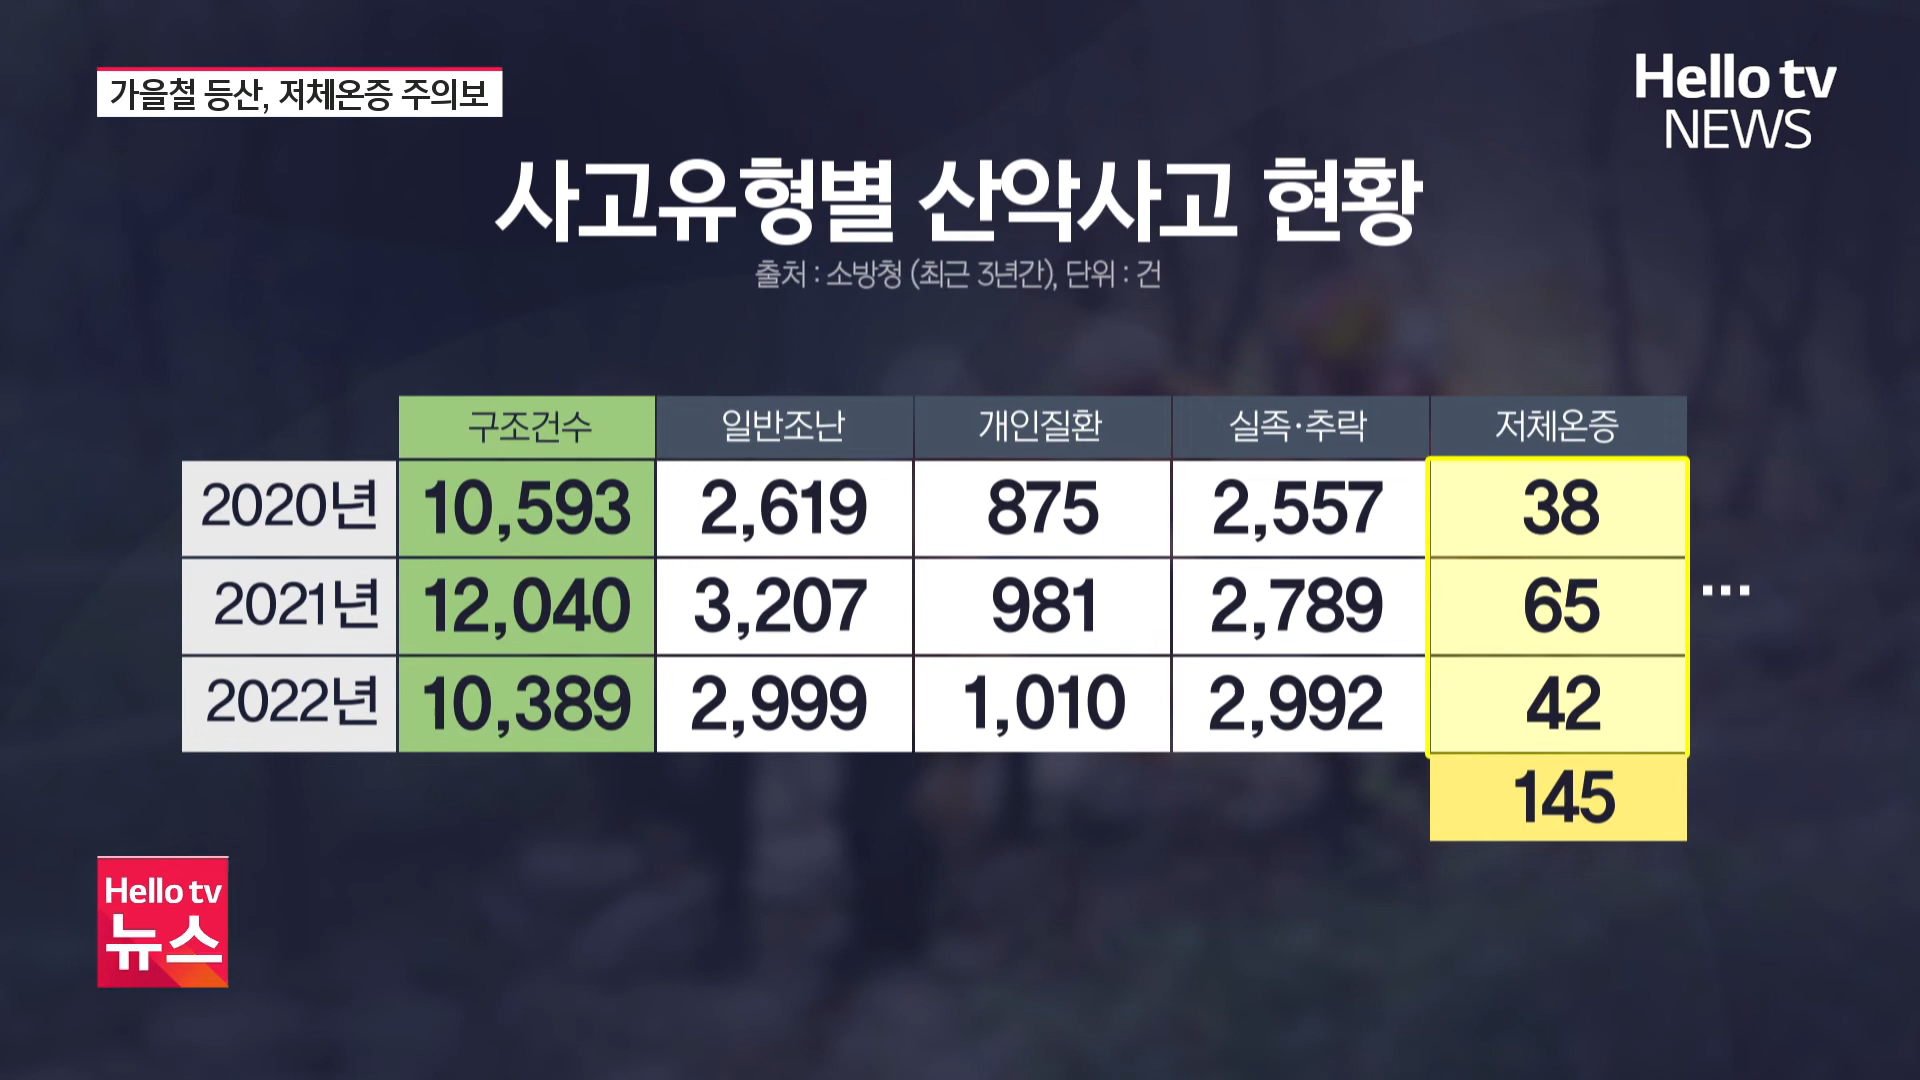 가을철 등산, 저체온증 주의보
Hello tv
NEWS
사고유형별 산악사고 현황
출처 : 소방청 (최근 3년간), 단위 : 건
구조건수 일반조난 개인질환 실족·추락 저체온증
2020년 10,593 2,619 875 2,557 38
2021년 12,040 3,207 981 2,789 65 ...
2022년 10,389 2,999 1,010 2,992 42
145
Hello tv
뉴스